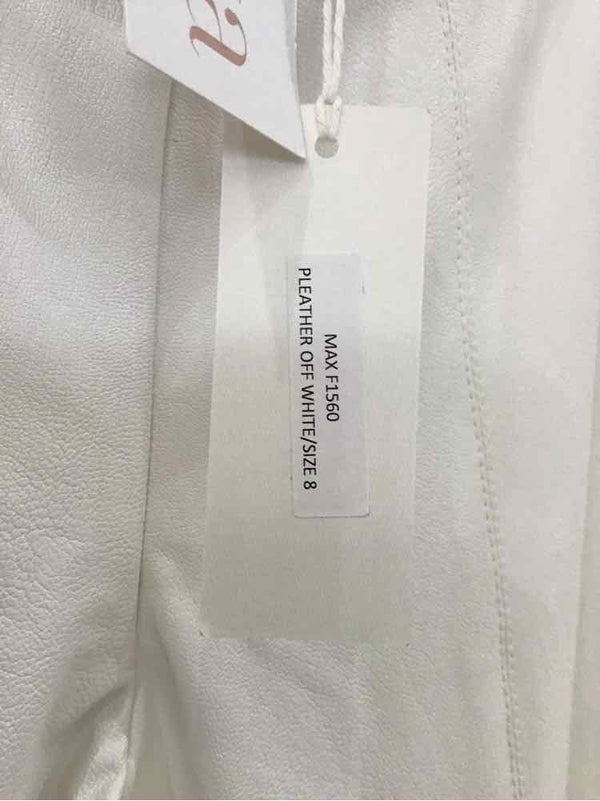 a
MAX F1560
PLEATHER OFF WHITE/SIZE 8